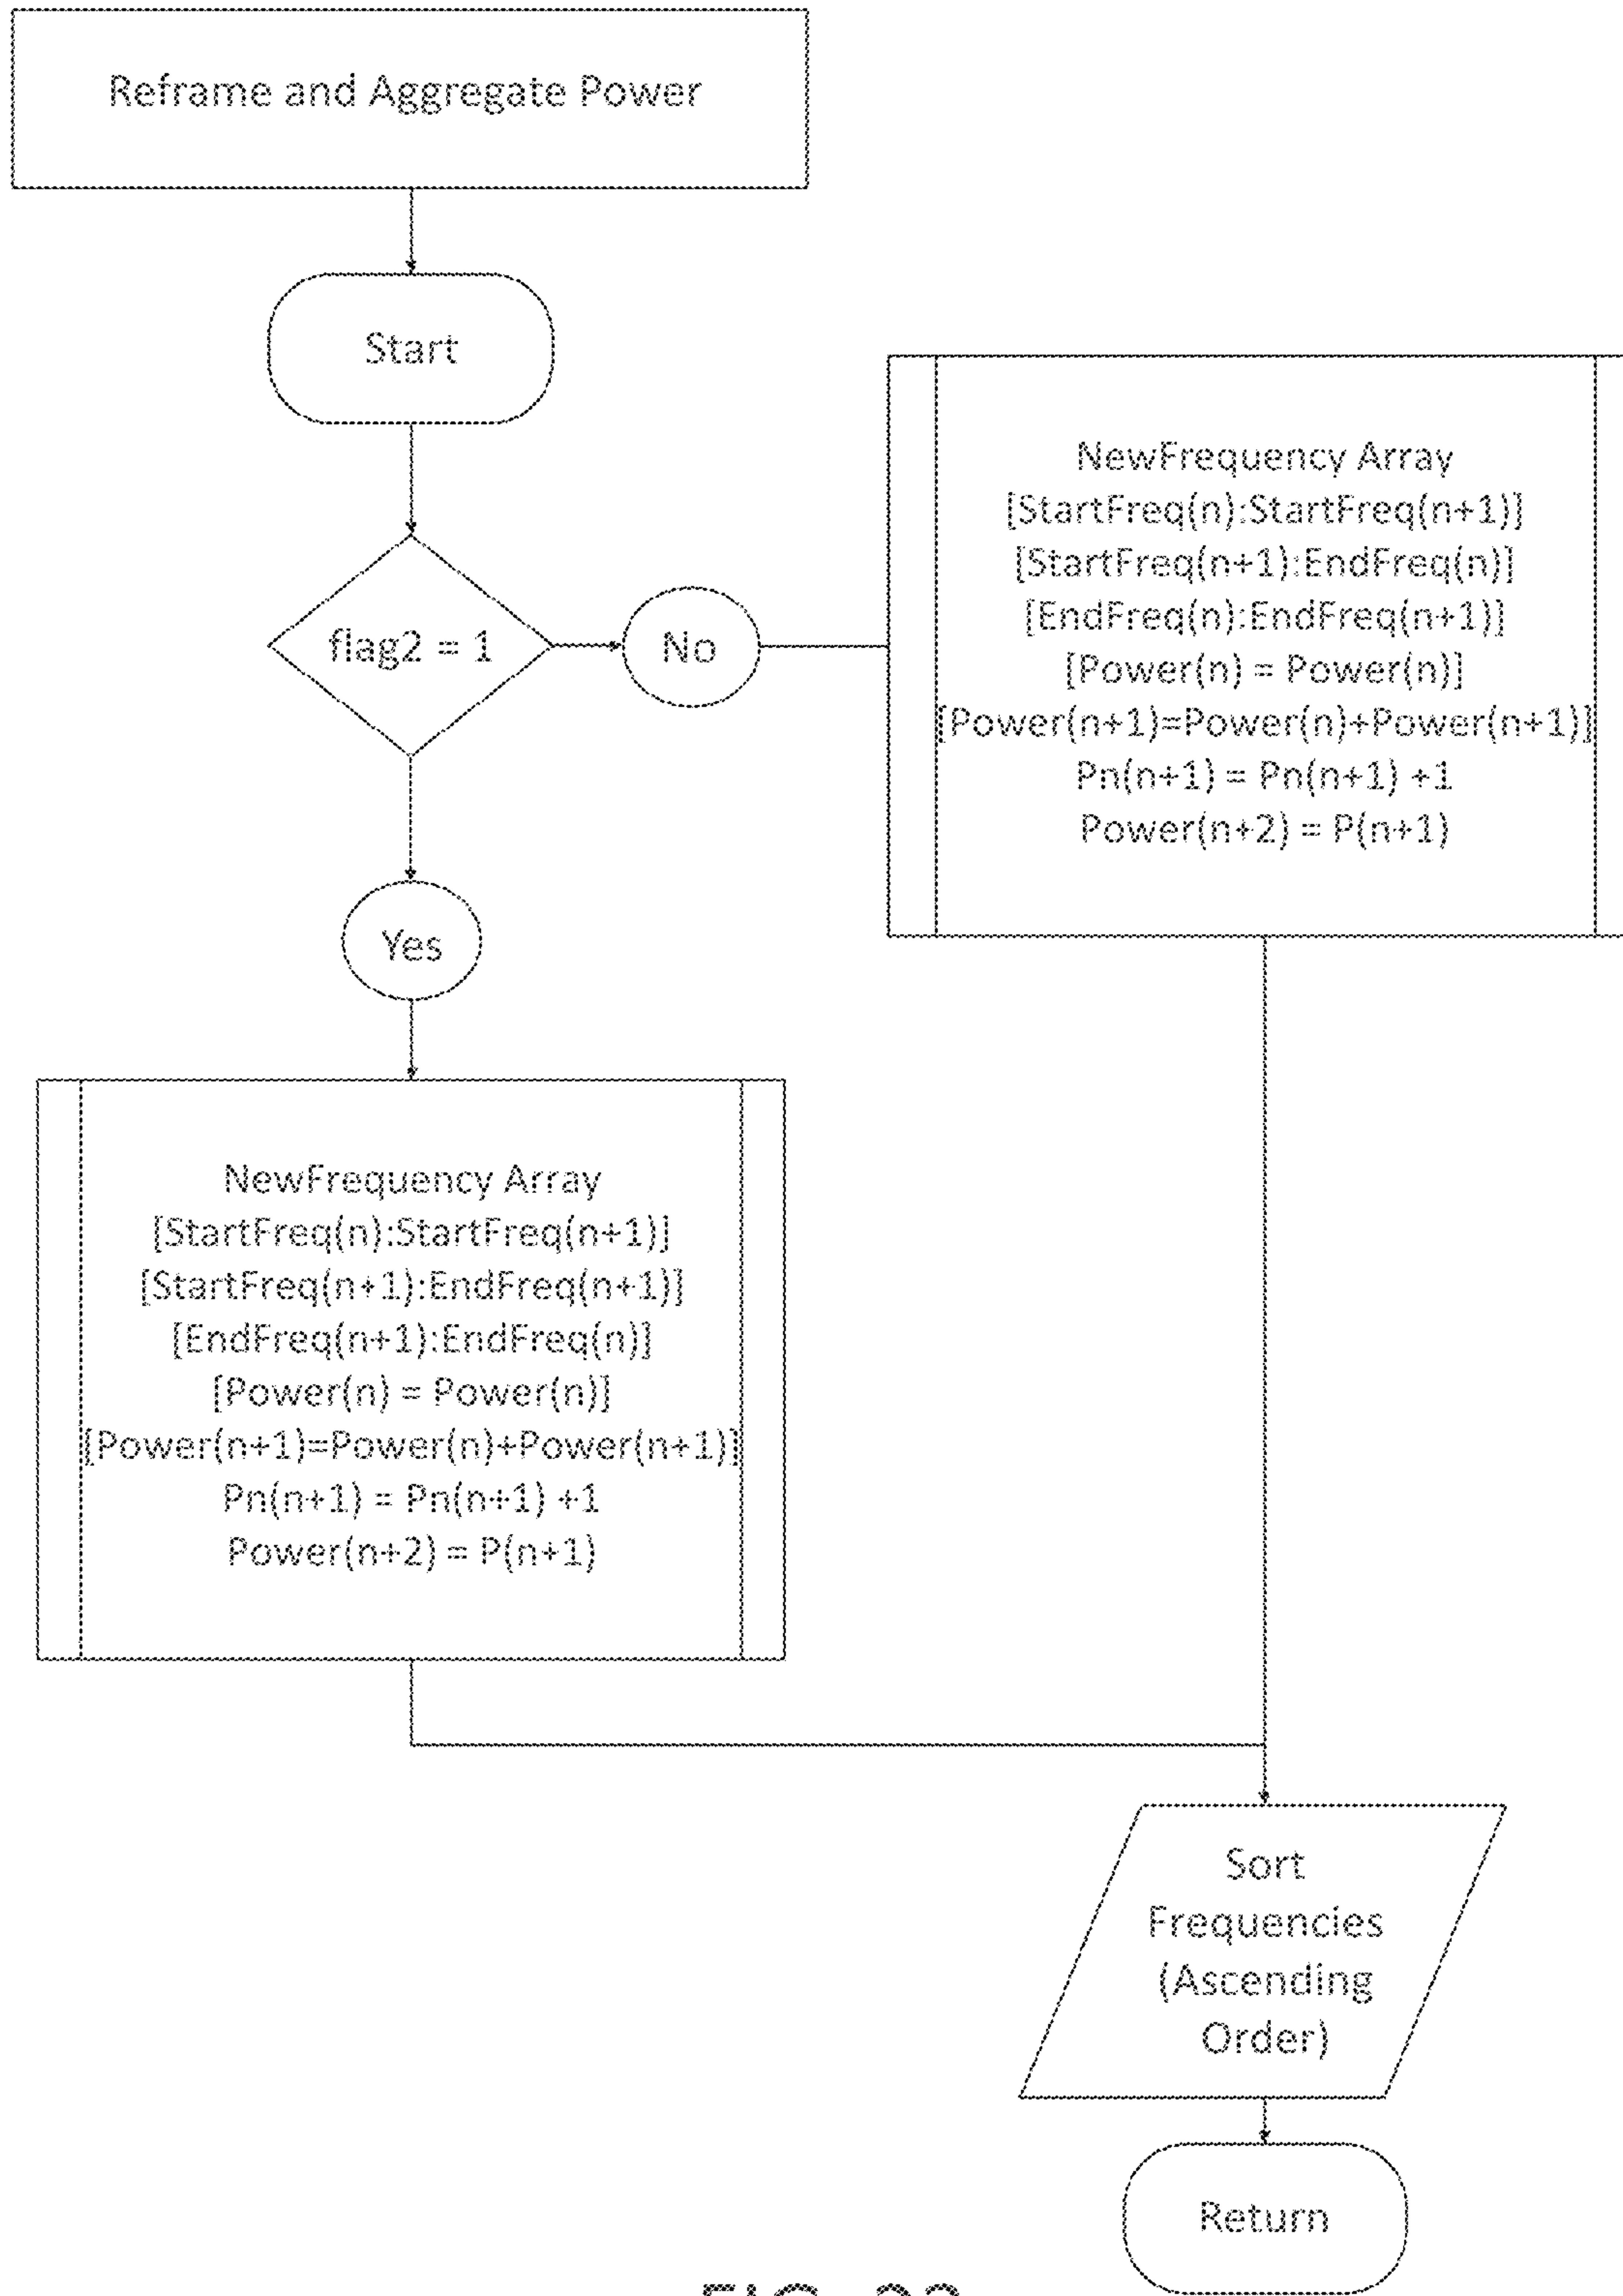 Reframe and Aggregate Power
Start
flag2 = 1
No
NewFrequency Array
[StartFreq(n):StartFreq(n+1)]
[StartFreq(n+1):EndFreq(n)]
[EndFreq(n):EndFreq(n+1)]
[Power(n) = Power(n)]
[Power(n+1)=Power(n)+Power(n+1)]
Pn(n+1) = Pn(n+1) +1
Power(n+2) = P(n+1)
Yes
NewFrequency Array
[StartFreq(n):StartFreq(n+1)]
[StartFreq(n+1):EndFreq(n+1)]
[EndFreq(n+1):EndFreq(n)]
[Power(n) = Power(n)]
[Power(n+1)=Power(n)+Power(n+1)]
Pn(n+1) = Pn(n+1) +1
Power(n+2) = P(n+1)
Sort
Frequencies
(Ascending
Order)
Return